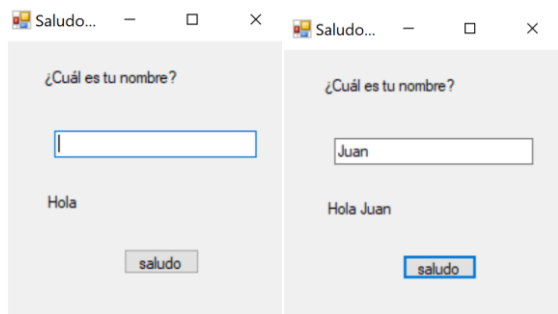 Saludo...
¿Cuál es tu nombre?
Hola
saludo
Saludo...
¿Cuál es tu nombre?
Juan
Hola Juan
saludo